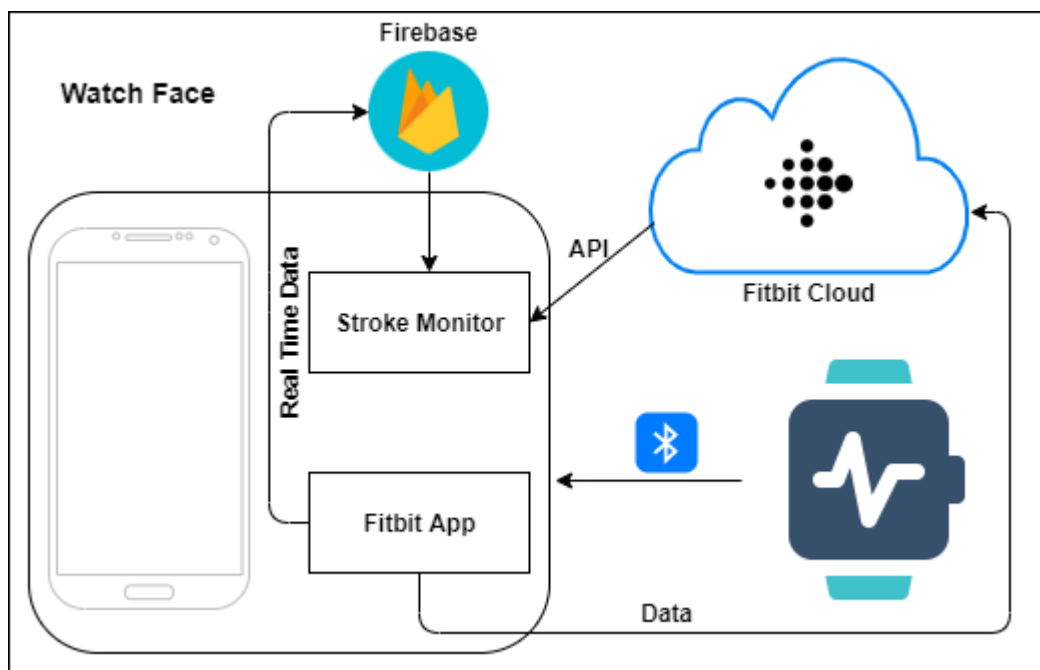 Firebase
Watch Face
API
Fitbit Cloud
Real Time Data
Stroke Monitor
Fitbit App
Data